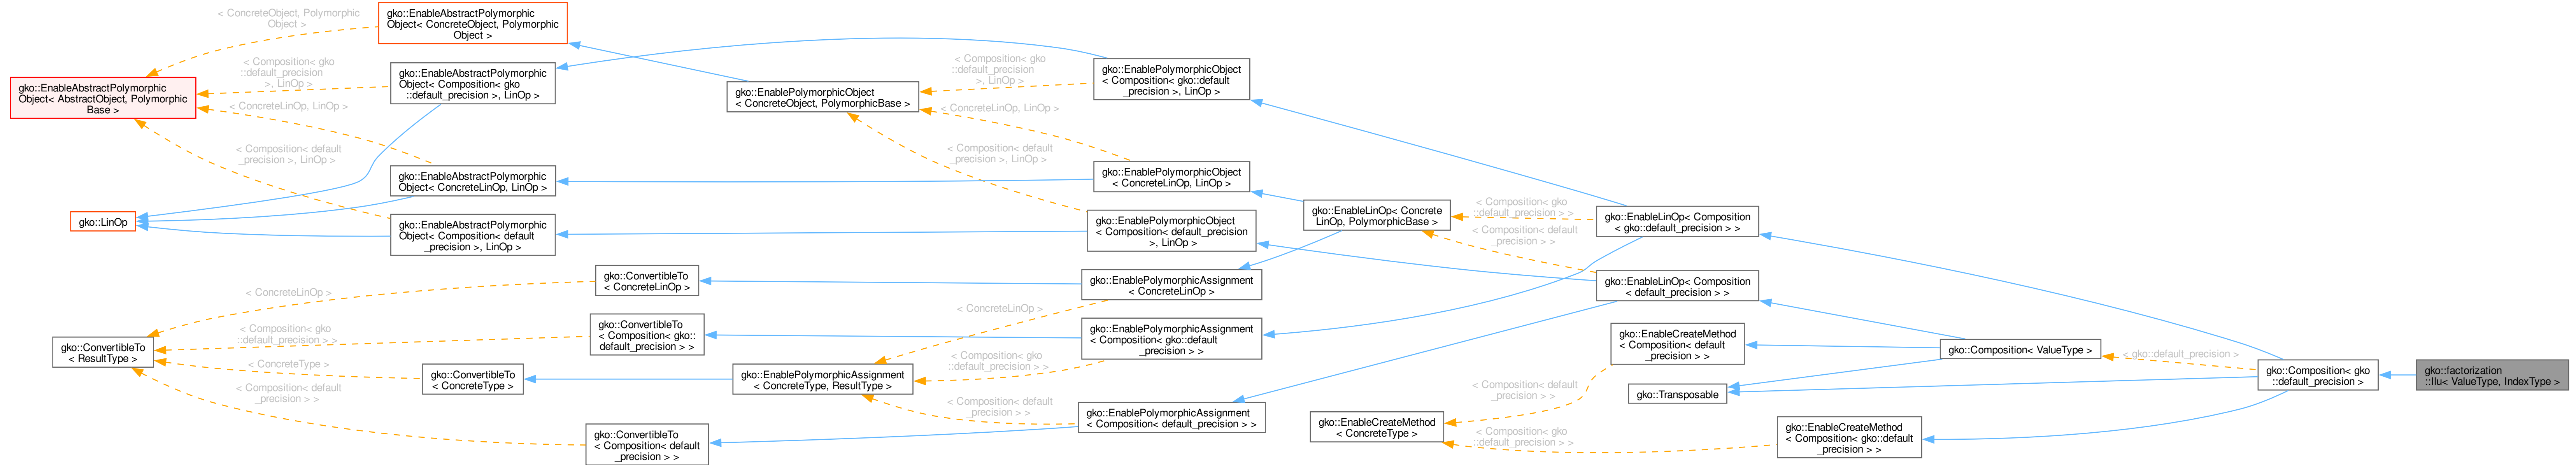 < ConcreteObject, Polymorphic
Object >
gko::EnableAbstractPolymorphic
Object< ConcreteObject, Polymorphic
Object >
< Composition< gko
::default_precision
>, LinOp >
gko::EnableAbstractPolymorphic
Object< Composition< gko
::default_precision >, LinOp >
gko::EnableAbstractPolymorphic
Object< AbstractObject, Polymorphic
Base >
< ConcreteLinOp, LinOp >
< Composition< default
_precision >, LinOp >
gko::EnableAbstractPolymorphic
Object< ConcreteLinOp, LinOp >
gko::LinOp
gko::EnableAbstractPolymorphic
Object< Composition< default
_precision >, LinOp >
gko::EnablePolymorphicObject
< ConcreteObject, PolymorphicBase >
< Composition< gko
::default_precision
>, LinOp >
< ConcreteLinOp, LinOp >
< Composition< default
_precision >, LinOp >
gko::EnablePolymorphicObject
< Composition< gko::default
_precision >, LinOp >
gko::EnablePolymorphicObject
< ConcreteLinOp, LinOp >
gko::EnablePolymorphicObject
< Composition< default_precision
>, LinOp >
gko::EnableLinOp< Concrete
LinOp, PolymorphicBase >
< Composition< gko
::default_precision > >
< Composition< default
_precision > >
gko::EnableLinOp< Composition
< gko::default_precision > >
gko::EnableLinOp< Composition
< default_precision > >
< ConcreteLinOp >
gko::ConvertibleTo
< ConcreteLinOp >
gko::EnablePolymorphicAssignment
< ConcreteLinOp >
< Composition< gko
::default_precision > >
gko::ConvertibleTo
< Composition< gko::
default_precision > >
< ConcreteLinOp >
gko::EnablePolymorphicAssignment
< Composition< gko::default
_precision > >
gko::ConvertibleTo
< ResultType >
< ConcreteType >
gko::ConvertibleTo
< ConcreteType >
gko::EnablePolymorphicAssignment
< ConcreteType, ResultType >
< Composition< gko
::default_precision > >
< Composition< default
_precision > >
< Composition< default
_precision > >
gko::EnablePolymorphicAssignment
< Composition< default_precision > >
gko::ConvertibleTo
< Composition< default
_precision > >
gko::EnableCreateMethod
< Composition< default
_precision > >
gko::Composition< ValueType >
< gko::default_precision >
gko::Composition< gko
::default_precision >
gko::factorization
::Ilu< ValueType, IndexType >
gko::Transposable
< Composition< default
_precision > >
gko::EnableCreateMethod
< ConcreteType >
< Composition< gko
::default_precision > >
gko::EnableCreateMethod
< Composition< gko::default
_precision > >